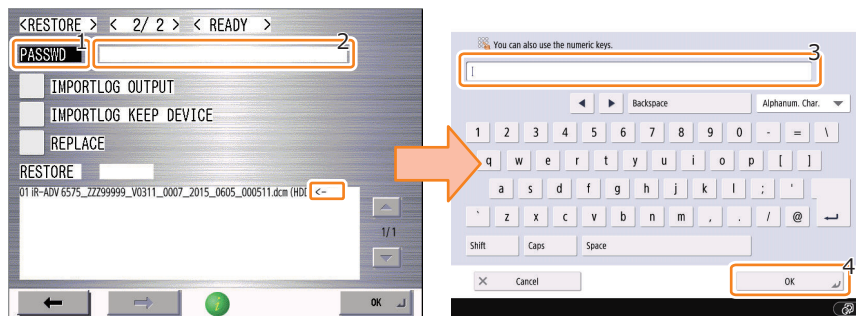 <RESTORE > < 2/ 2 > < READY >
1
2
PASSWD
IMPORTLOG OUTPUT
IMPORTLOG KEEP DEVICE
REPLACE
RESTORE
01 iR-ADV 6575_ZZZ99999_V0311_0007_2015_0605_000511.dcm (HDD <-
1/1
i
OK
You can also use the numeric keys.
3
Backspace
Alphanum. Char.
1 2 3 4 5 6 7 8 9 0 - = \
q w e r t y u i o p [ ]
a s d f g h j k l ; '
` z x c v b n m , . / @
Shift Caps Space
4
Cancel OK